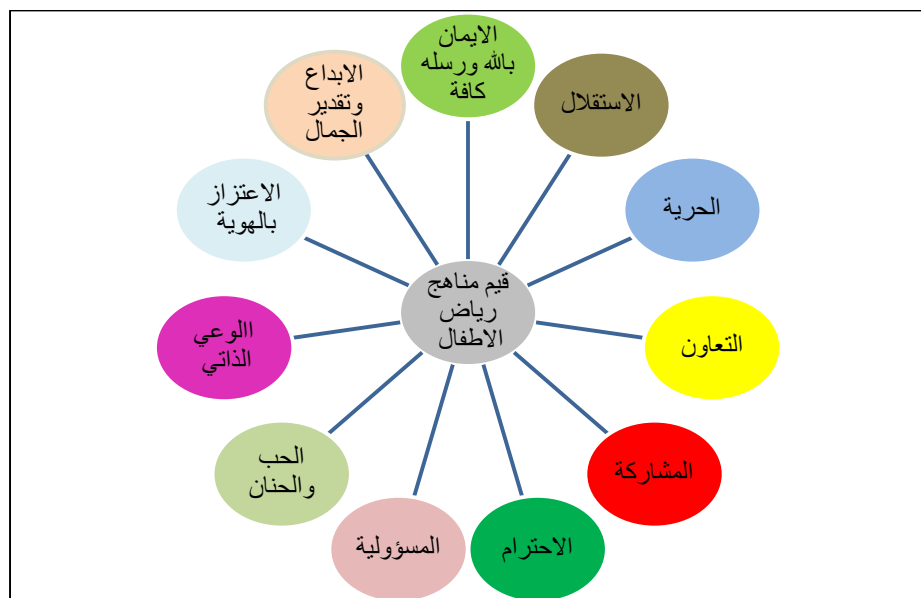 الايمان
بالله ورسله
كافة
الاستقلال
الحرية
التعاون
المشاركة
الاحترام
المسؤولية
الحب
والحنان
االوعي
الذاتي
الاعتزاز
بالهوية
الابداع
وتقدير
الجمال
قيم مناهج
رياض
الاطفال